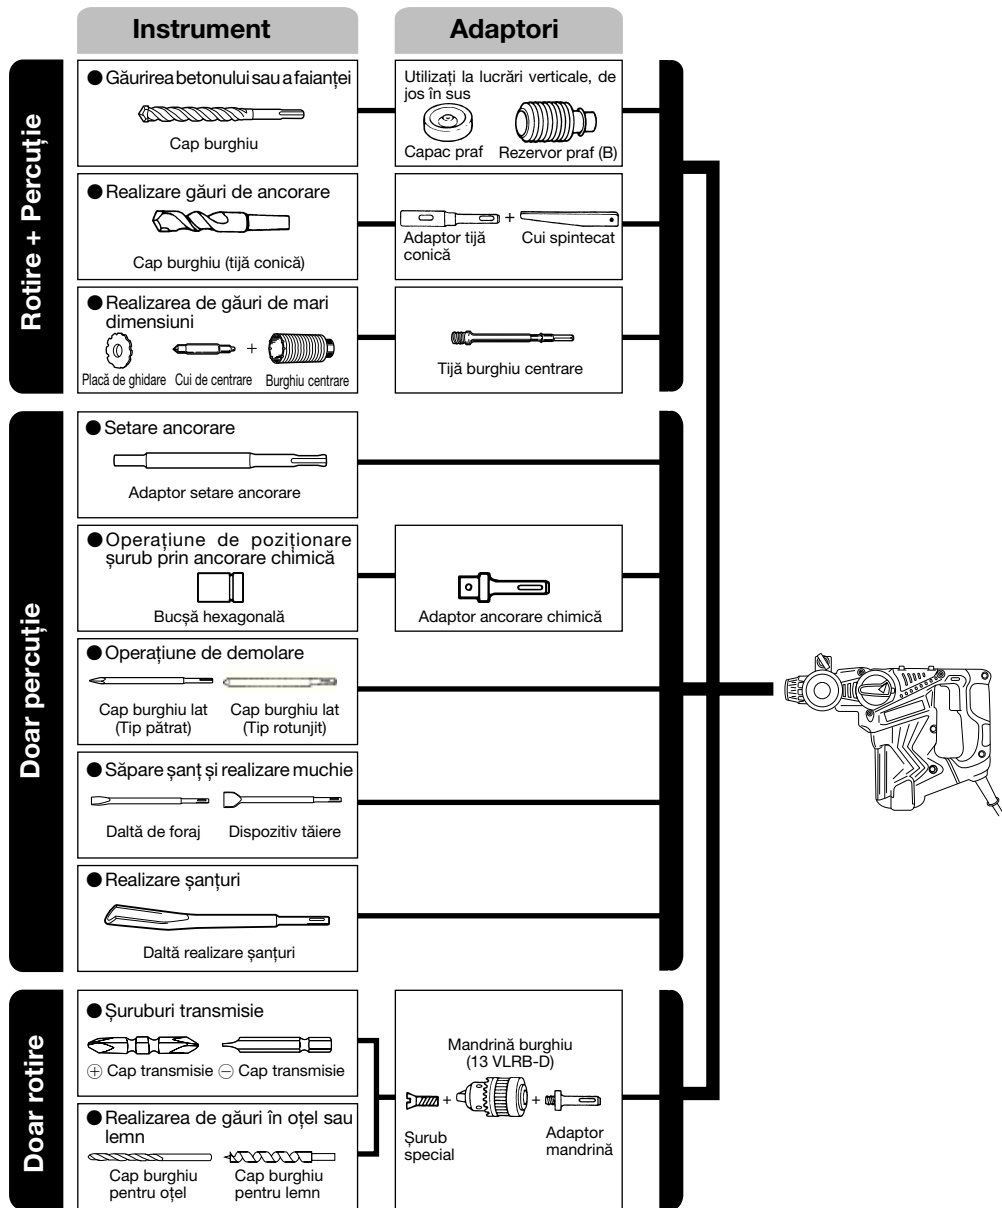 Instrument
Adaptori
Rotire + Percuție
● Găurirea betonului sau a faianței
Cap burghiu
Utilizați la lucrări verticale, de
jos în sus
Capac praf
Rezervor praf (B)
● Realizare găuri de ancorare
Cap burghiu (tijă conică)
+
Adaptor tijă
conică
Cui spintecat
● Realizarea de găuri de mari
dimensiuni
+
Placă de ghidare
Cui de centrare
Burghiu centrare
Tijă burghiu centrare
Doar percuție
● Setare ancorare
Adaptor setare ancorare
● Operațiune de poziționare
șurub prin ancorare chimică
Bucșă hexagonală
Adaptor ancorare chimică
● Operațiune de demolare
Cap burghiu lat
(Tip pătrat)
Cap burghiu lat
(Tip rotunjit)
● Săpare șanț și realizare muchie
Daltă de foraj
Dispozitiv tăiere
● Realizare șanțuri
Daltă realizare șanțuri
Doar rotire
● Șuruburi transmisie
⊕ Cap transmisie
⊖ Cap transmisie
● Realizarea de găuri în oțel sau
lemn
Cap burghiu
pentru oțel
Cap burghiu
pentru lemn
Mandrină burghiu
(13 VLRB-D)
+
+
Șurub
special
Adaptor
mandrină